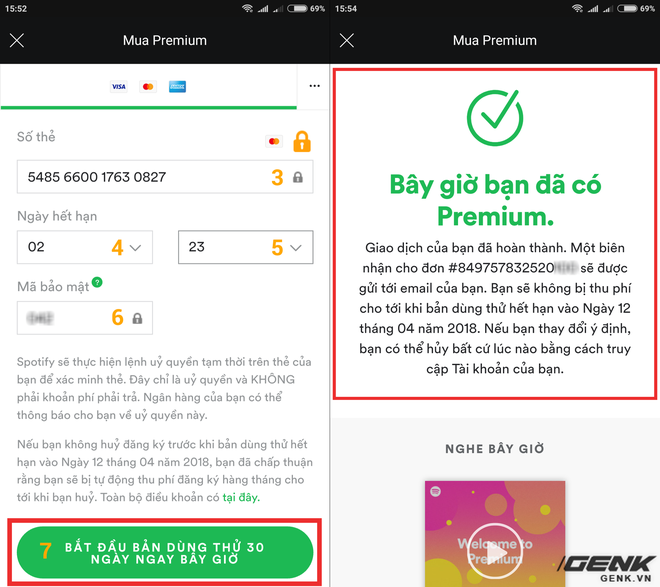 15:52
69%
Mua Premium
VISA
...
Số thẻ
5485 6600 1763 0827
3
Ngày hết hạn
02
4
23
5
Mã bảo mật
?
6
Spotify sẽ thực hiện lệnh uỷ quyền tạm thời trên thẻ của
bạn để xác minh thẻ. Đây chỉ là uỷ quyền và KHÔNG
phải khoản phí phải trả. Ngân hàng của bạn có thể
thông báo cho bạn về uỷ quyền này.
Nếu bạn không huỷ đăng ký trước khi bản dùng thử hết
hạn vào Ngày 12 tháng 04 năm 2018, bạn đã chấp thuận
rằng bạn sẽ bị tự động thu phí đăng ký hàng tháng cho
tới khi bạn huỷ. Toàn bộ điều khoản có tại đây.
7
BẮT ĐẦU BẢN DÙNG THỬ 30
NGÀY NGAY BÂY GIỜ
15:54
69%
Mua Premium
Bây giờ bạn đã có
Premium.
Giao dịch của bạn đã hoàn thành. Một biên
nhận cho đơn #849757832520 sẽ được
gửi tới email của bạn. Bạn sẽ không bị thu phí
cho tới khi bản dùng thử hết hạn vào Ngày 12
tháng 04 năm 2018. Nếu bạn thay đổi ý định,
bạn có thể hủy bất cứ lúc nào bằng cách truy
cập Tài khoản của bạn.
NGHE BÂY GIỜ
Welcome to
Premium
GENK
GENK.VN